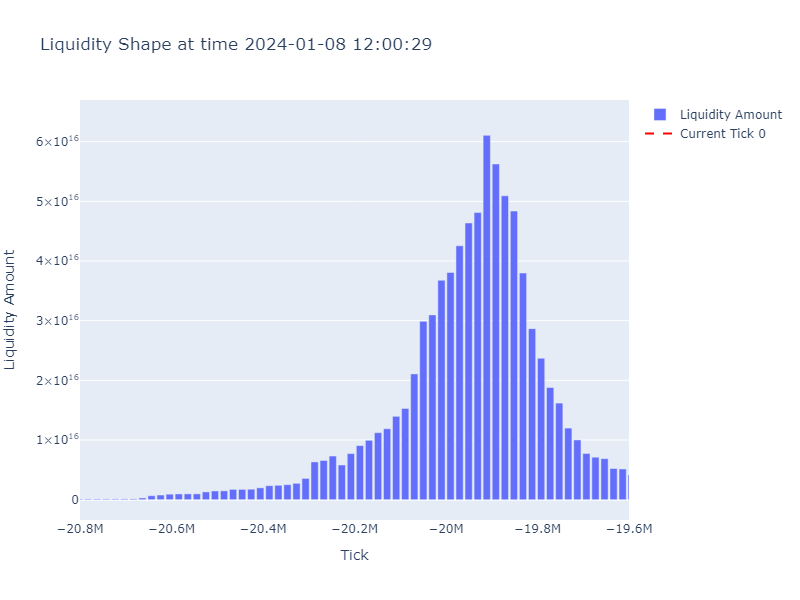 Liquidity Shape at time 2024-01-08 12:00:29
Liquidity Amount
Current Tick 0
6×10¹⁶
5×10¹⁶
4×10¹⁶
3×10¹⁶
2×10¹⁶
1×10¹⁶
0
Liquidity Amount
−20.8M −20.6M −20.4M −20.2M −20M −19.8M −19.6M
Tick